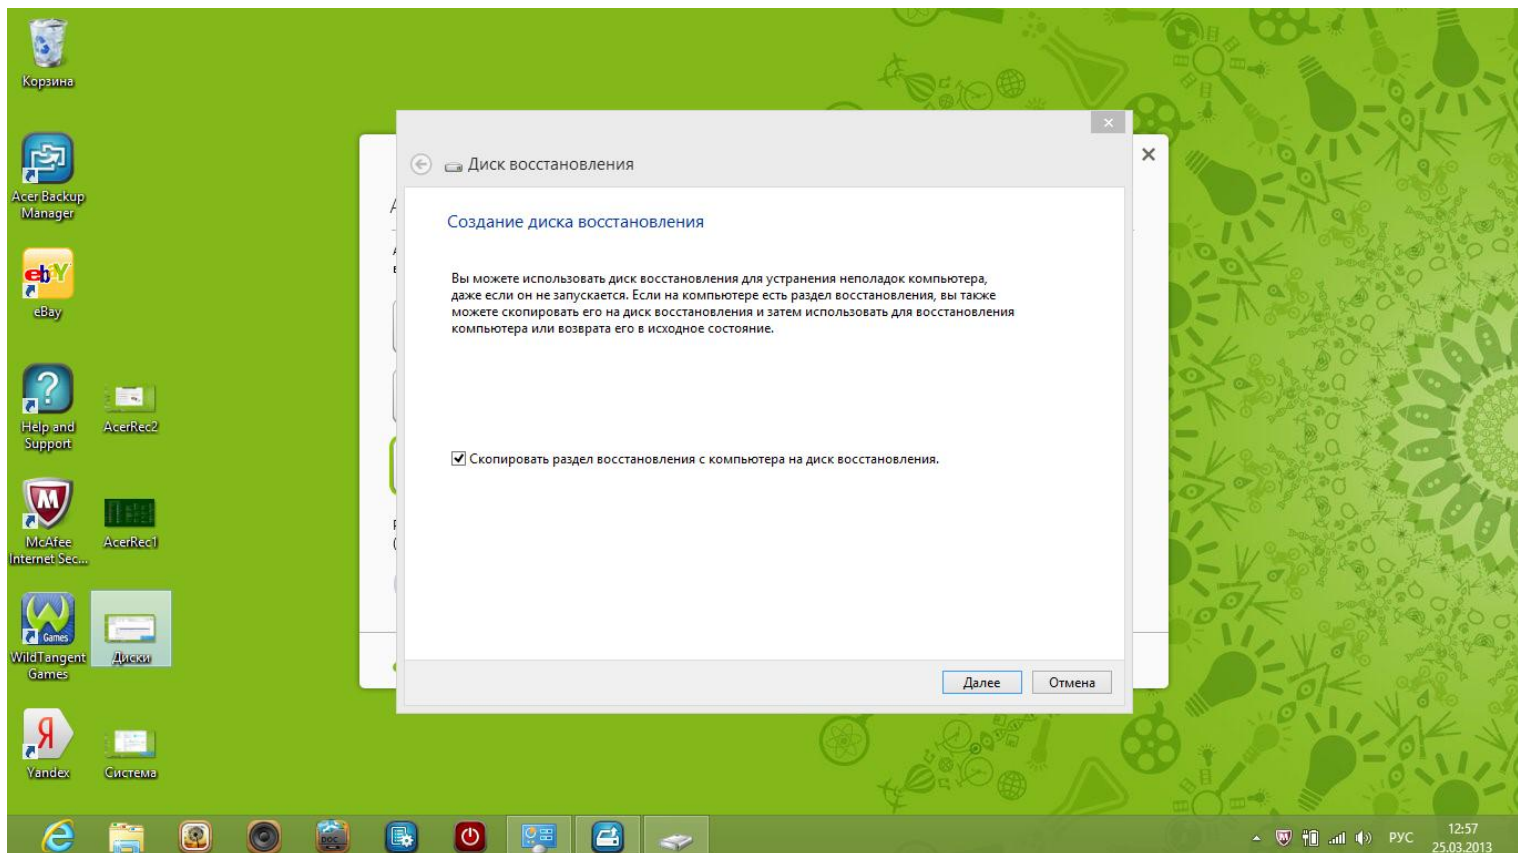 Корзина
Acer Backup
Manager
ebY
eBay
Help and
Support
AcerRec2
McAfee
Internet Sec...
AcerRec1
Games
WildTangent
Games
Диски
Я
Yandex
Система
Диск восстановления
Создание диска восстановления
Вы можете использовать диск восстановления для устранения неполадок компьютера,
даже если он не запускается. Если на компьютере есть раздел восстановления, вы также
можете скопировать его на диск восстановления и затем использовать для восстановления
компьютера или возврата его в исходное состояние.
Скопировать раздел восстановления с компьютера на диск восстановления.
Далее
Отмена
DOC
РУС
12:57
25.03.2013